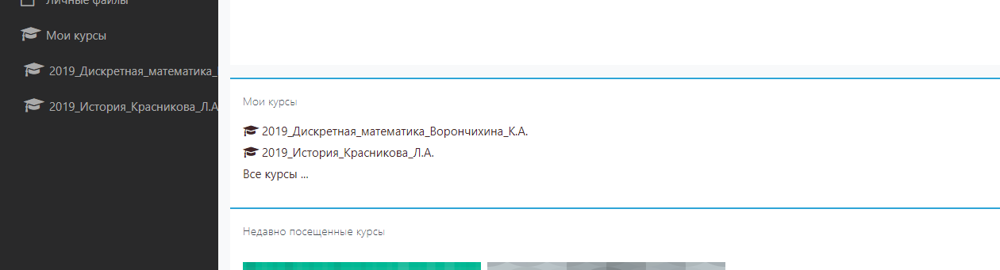 Личные файлы
Мои курсы
2019_Дискретная_математика_
2019_История_Красникова_Л.А
Мои курсы
2019_Дискретная_математика_Ворончихина_К.А.
2019_История_Красникова_Л.А.
Все курсы ...
Недавно посещенные курсы